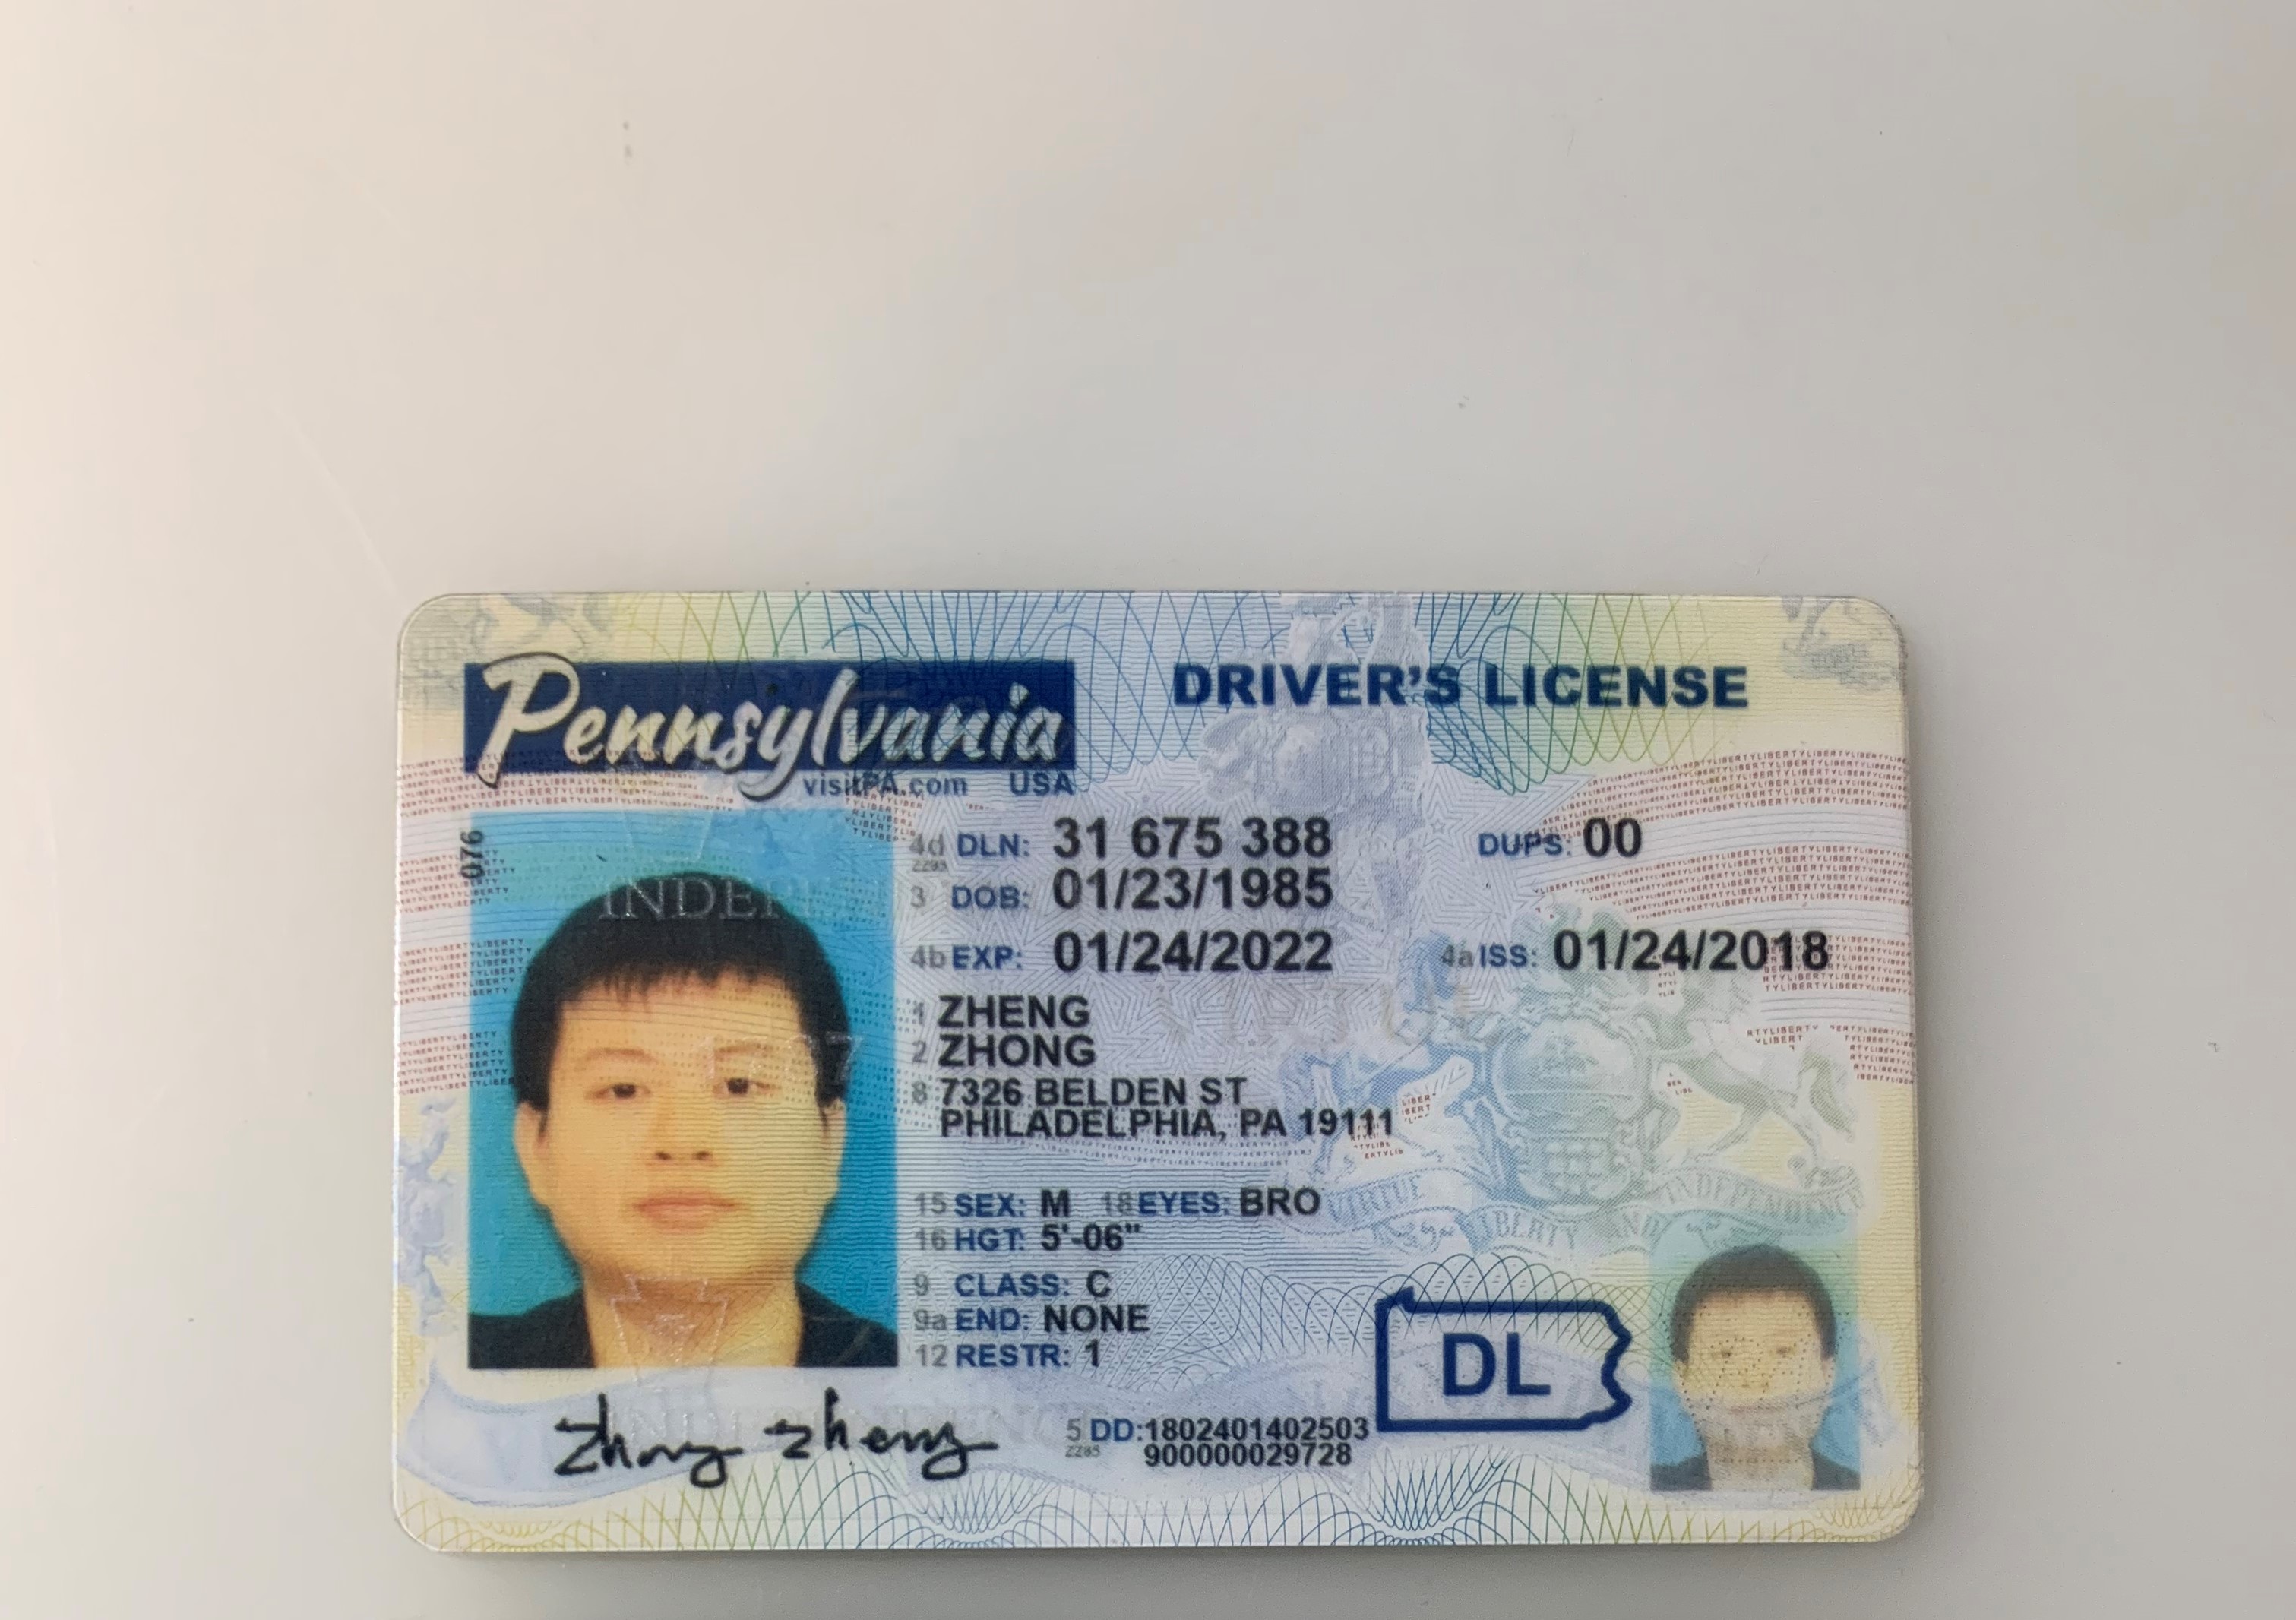 Pennsylvania
visitPA.com USA
DRIVER'S LICENSE
076
4d DLN: 31 675 388 DUPS: 00
3 DOB: 01/23/1985
4b EXP: 01/24/2022 4a ISS: 01/24/2018
1 ZHENG
2 ZHONG
8 7326 BELDEN ST
PHILADELPHIA, PA 19111
15 SEX: M 18 EYES: BRO
16 HGT: 5'-06"
9 CLASS: C
9a END: NONE
12 RESTR: 1
DL
5 DD:1802401402503
900000029728
Zhong Zheng
VIRTUE
LIBERTY AND
INDEPENDENCE